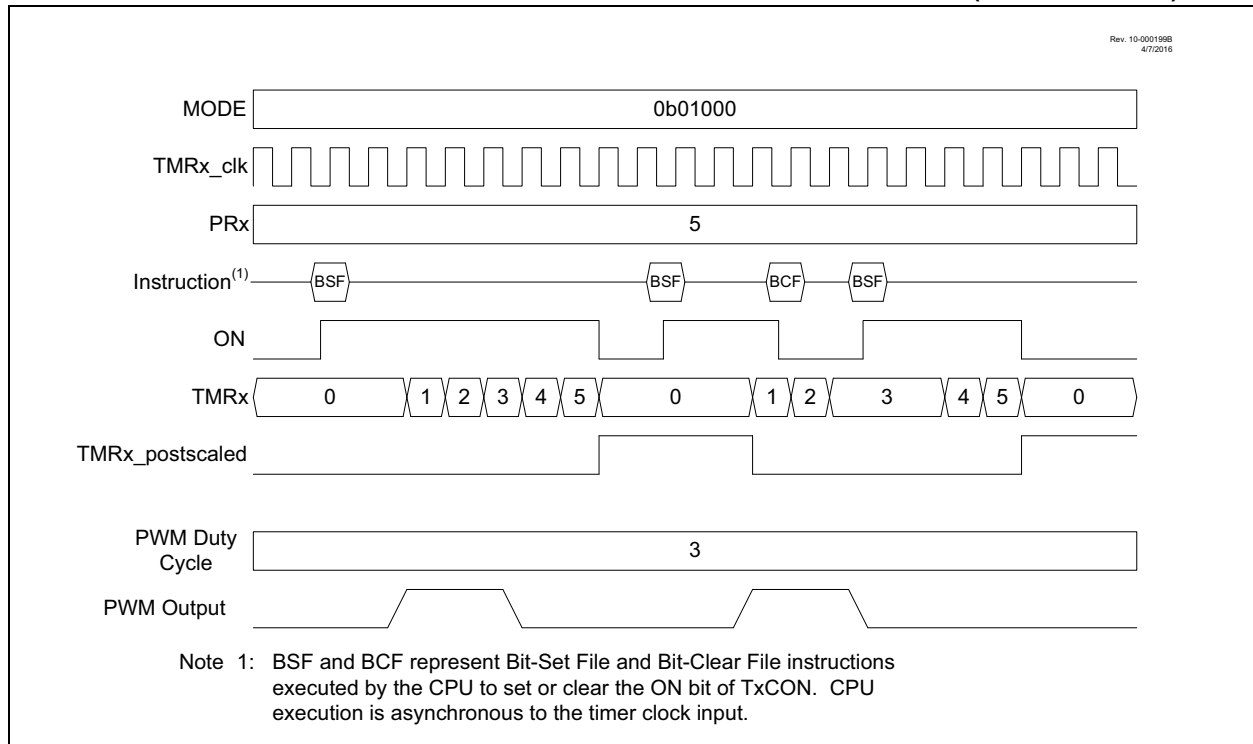 Rev. 10-000199B
4/7/2016
MODE 0b01000
TMRx_clk
PRx 5
Instruction(1) BSF BSF BCF BSF
ON
TMRx 0 1 2 3 4 5 0 1 2 3 4 5 0
TMRx_postscaled
PWM Duty
Cycle 3
PWM Output
Note 1: BSF and BCF represent Bit-Set File and Bit-Clear File instructions
executed by the CPU to set or clear the ON bit of TxCON. CPU
execution is asynchronous to the timer clock input.